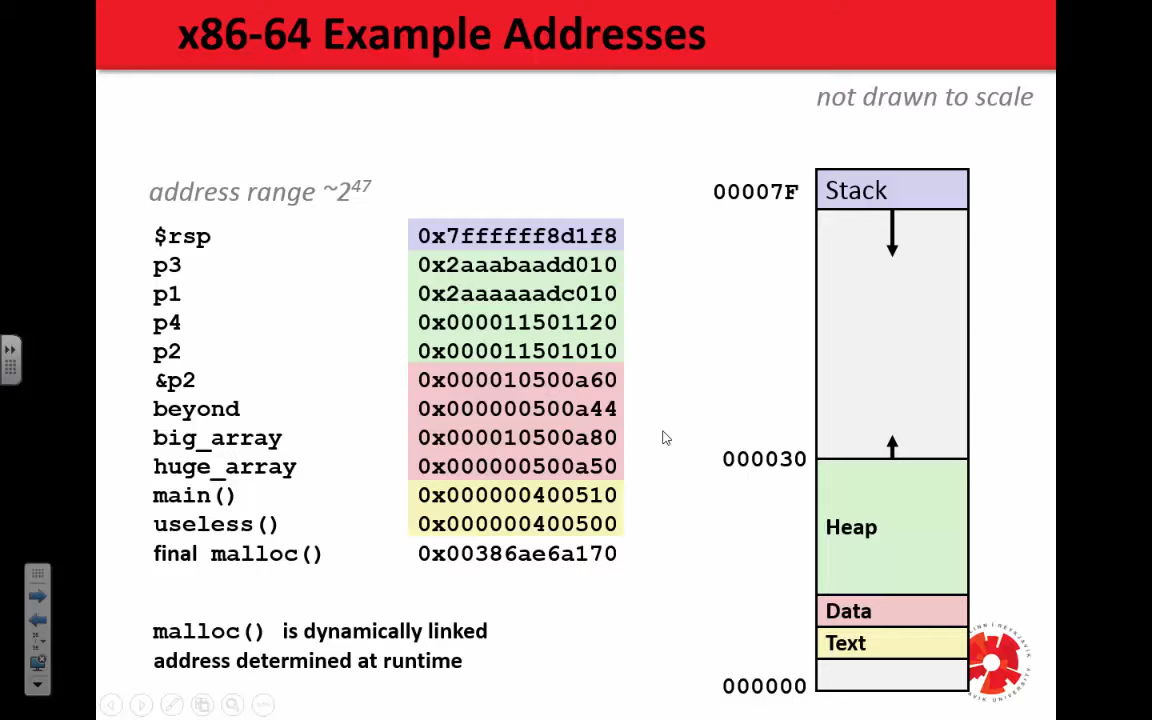 x86-64 Example Addresses
not drawn to scale
address range ~2^47
$rsp 0x7ffffff8d1f8
p3 0x2aaabaadd010
p1 0x2aaaaaadc010
p4 0x000011501120
p2 0x000011501010
&p2 0x000010500a60
beyond 0x000000500a44
big_array 0x000010500a80
huge_array 0x000000500a50
main() 0x000000400510
useless() 0x000000400500
final malloc() 0x00386ae6a170
malloc() is dynamically linked
address determined at runtime
00007F
Stack
000030
Heap
Data
Text
000000